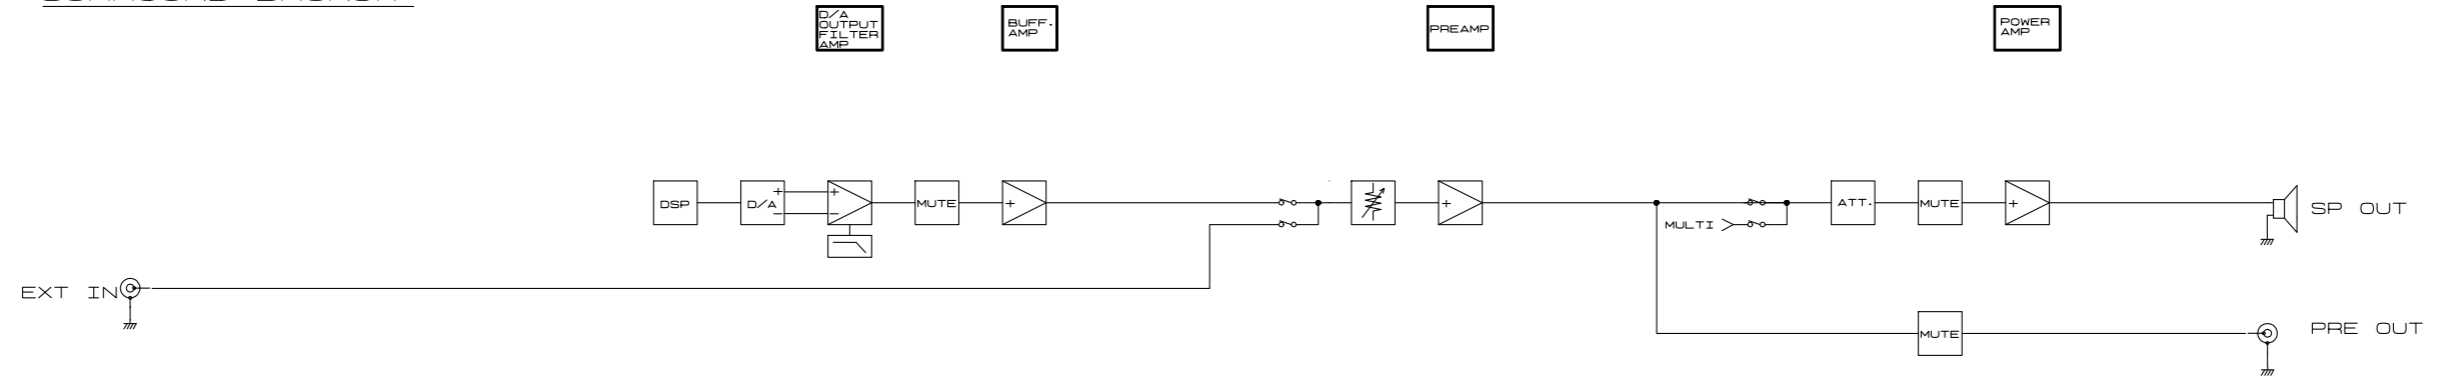 D/A
OUTPUT
FILTER
AMP
BUFF.
AMP
PREAMP
POWER
AMP
DSP
D/A
+
−
+
−
MUTE
+
+
MULTI
ATT.
MUTE
+
SP OUT
EXT IN
MUTE
PRE OUT